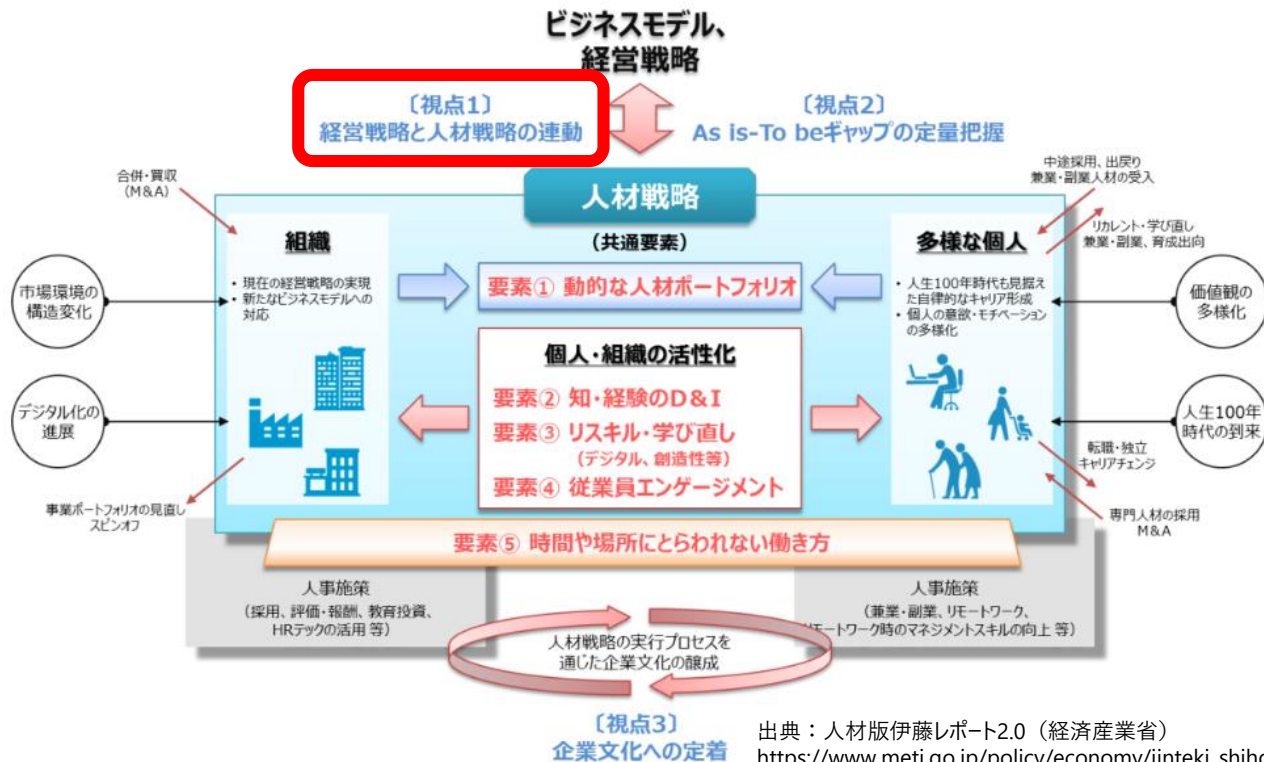 ビジネスモデル、
経営戦略
〔視点1〕
経営戦略と人材戦略の連動
〔視点2〕
As is-To beギャップの定量把握
合併・買収
（M＆A）
中途採用、出戻り
兼業・副業人材の受入
リカレント・学び直し
兼業・副業、育成出向
人材戦略
（共通要素）
組織
・現在の経営戦略の実現
・新たなビジネスモデルへの
対応
要素① 動的な人材ポートフォリオ
多様な個人
・人生100年時代も見据え
た自律的なキャリア形成
・個人の意欲・モチベーション
の多様化
市場環境の
構造変化
デジタル化の
進展
価値観の
多様化
人生100年
時代の到来
個人・組織の活性化
要素② 知・経験のD＆I
要素③ リスキル・学び直し
（デジタル、創造性等）
要素④ 従業員エンゲージメント
事業ポートフォリオの見直し
スピンオフ
転職・独立
キャリアチェンジ
専門人材の採用
M＆A
要素⑤ 時間や場所にとらわれない働き方
人事施策
（採用、評価・報酬、教育投資、
HRテックの活用 等）
人事施策
（兼業・副業、リモートワーク、
モートワーク時のマネジメントスキルの向上 等）
人材戦略の実行プロセスを
通じた企業文化の醸成
〔視点3〕
企業文化への定着
出典：人材版伊藤レポート2.0（経済産業省）
https://www.meti.go.jp/policy/economy/jinteki_shiho